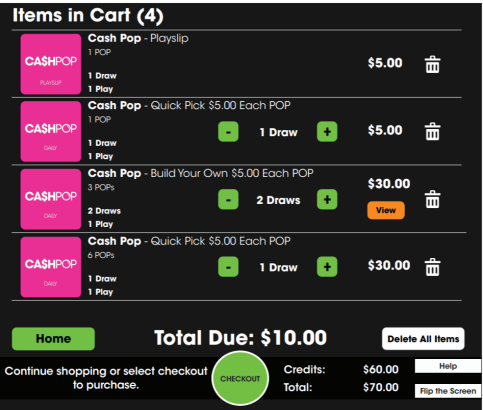 Items in Cart (4)
Cash Pop - Playslip
1 POP
CA$HPOP
PLAYSLIP
1 Draw
1 Play
$5.00
Cash Pop - Quick Pick $5.00 Each POP
1 POP
CA$HPOP
DAILY
1 Draw
1 Play
- 1 Draw +
$5.00
Cash Pop - Build Your Own $5.00 Each POP
3 POPs
CA$HPOP
DAILY
2 Draws
1 Play
- 2 Draws +
$30.00
View
Cash Pop - Quick Pick $5.00 Each POP
6 POPs
CA$HPOP
DAILY
1 Draw
1 Play
- 1 Draw +
$30.00
Home
Total Due: $10.00
Delete All Items
Continue shopping or select checkout
to purchase.
CHECKOUT
Credits: $60.00
Total: $70.00
Help
Flip the Screen